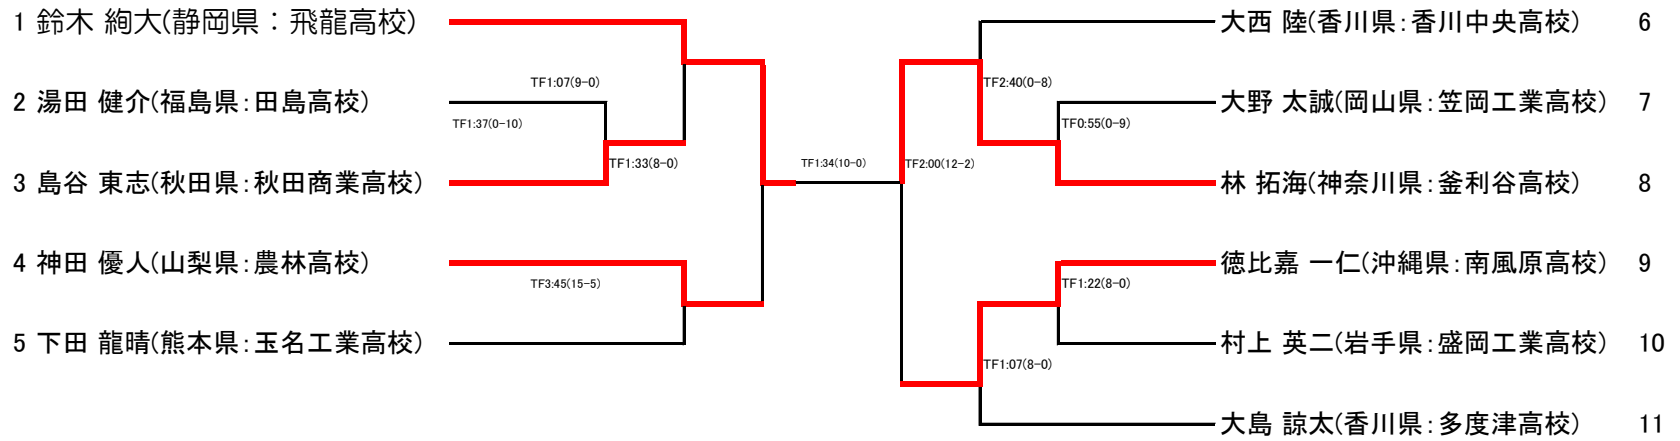 1 鈴木 絢大(静岡県：飛龍高校)
TF1:07(9-0)
2 湯田 健介(福島県：田島高校)
TF1:37(0-10)
TF1:33(8-0)
3 島谷 東志(秋田県：秋田商業高校)
4 神田 優人(山梨県：農林高校)
TF3:45(15-5)
5 下田 龍晴(熊本県：玉名工業高校)
TF1:34(10-0)
TF2:00(12-2)
大西 陸(香川県：香川中央高校) 6
TF2:40(0-8)
大野 太誠(岡山県：笠岡工業高校) 7
TF0:55(0-9)
林 拓海(神奈川県：釜利谷高校) 8
徳比嘉 一仁(沖縄県：南風原高校) 9
TF1:22(8-0)
村上 英二(岩手県：盛岡工業高校) 10
TF1:07(8-0)
大島 諒太(香川県：多度津高校) 11